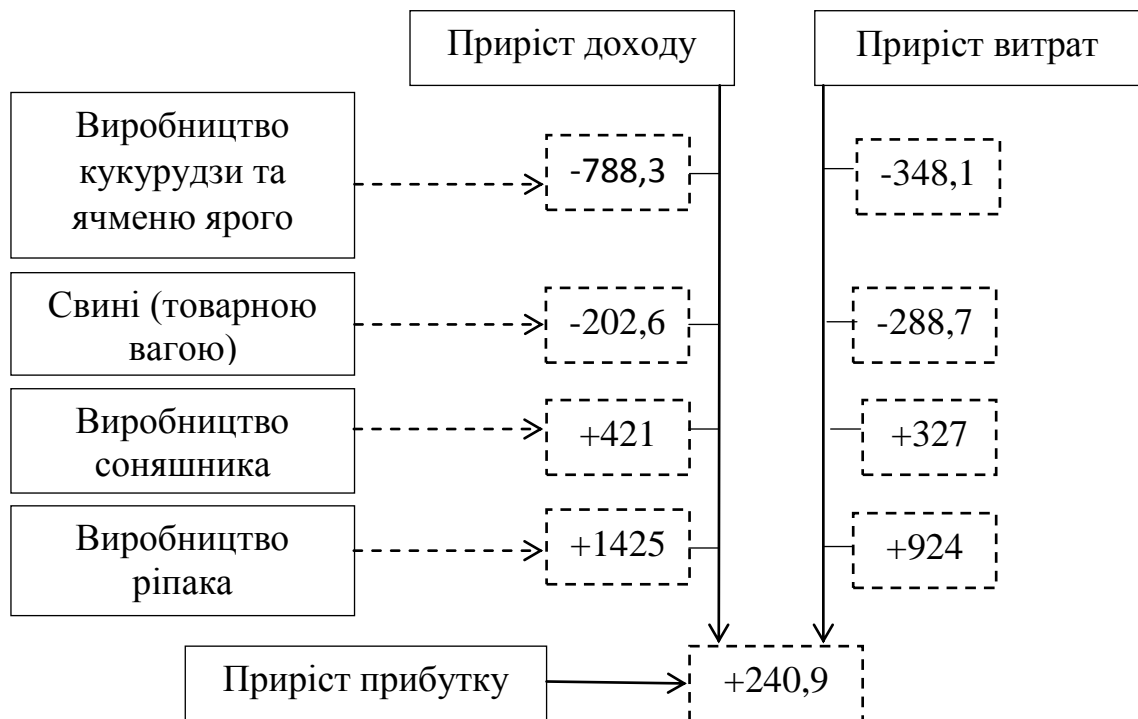 Приріст доходу
Приріст витрат
Виробництво
кукурудзи та
ячменю ярого
-788,3
-348,1
Свині (товарною
вагою)
-202,6
-288,7
Виробництво
соняшника
+421
+327
Виробництво
ріпака
+1425
+924
Приріст прибутку
+240,9